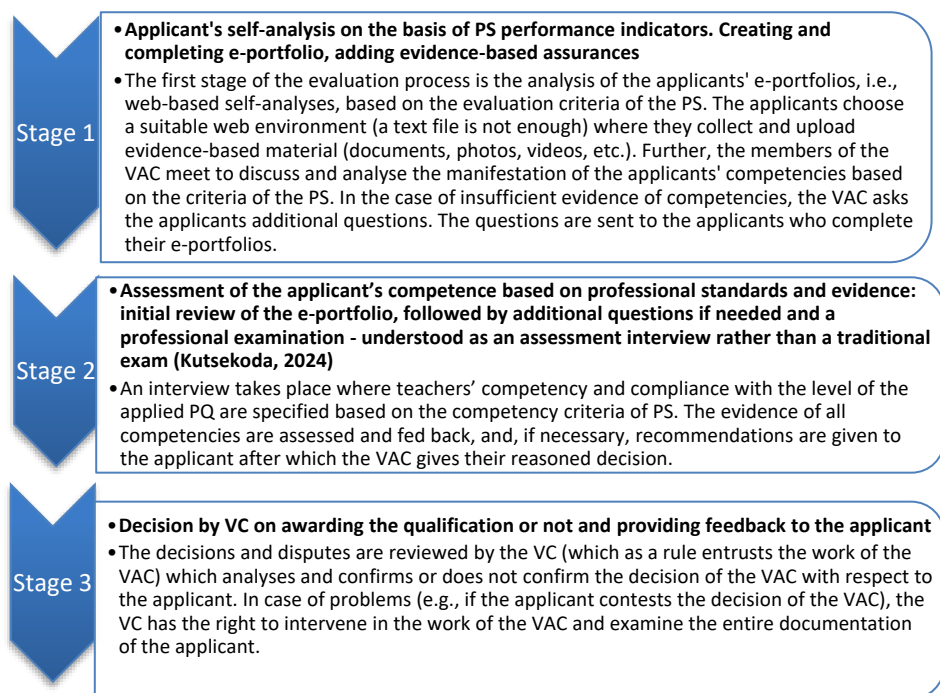 Stage 1
•Applicant's self-analysis on the basis of PS performance indicators. Creating and
completing e-portfolio, adding evidence-based assurances
•The first stage of the evaluation process is the analysis of the applicants' e-portfolios, i.e.,
web-based self-analyses, based on the evaluation criteria of the PS. The applicants choose
a suitable web environment (a text file is not enough) where they collect and upload
evidence-based material (documents, photos, videos, etc.). Further, the members of the
VAC meet to discuss and analyse the manifestation of the applicants' competencies based
on the criteria of the PS. In the case of insufficient evidence of competencies, the VAC asks
the applicants additional questions. The questions are sent to the applicants who complete
their e-portfolios.
Stage 2
•Assessment of the applicant’s competence based on professional standards and evidence:
initial review of the e-portfolio, followed by additional questions if needed and a
professional examination - understood as an assessment interview rather than a traditional
exam (Kutsekoda, 2024)
•An interview takes place where teachers’ competency and compliance with the level of the
applied PQ are specified based on the competency criteria of PS. The evidence of all
competencies are assessed and fed back, and, if necessary, recommendations are given to
the applicant after which the VAC gives their reasoned decision.
Stage 3
•Decision by VC on awarding the qualification or not and providing feedback to the applicant
•The decisions and disputes are reviewed by the VC (which as a rule entrusts the work of the
VAC) which analyses and confirms or does not confirm the decision of the VAC with respect to
the applicant. In case of problems (e.g., if the applicant contests the decision of the VAC), the
VC has the right to intervene in the work of the VAC and examine the entire documentation
of the applicant.